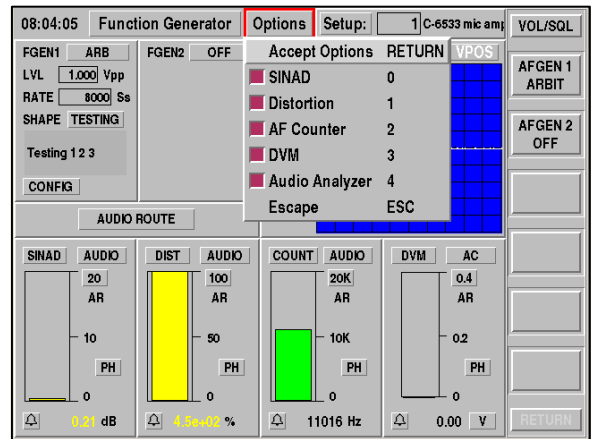 08:04:05 Function Generator Options Setup: 1 C-6533 mic amp VOL/SQL
FGEN1 ARB FGEN2 OFF Accept Options RETURN VPOS
LVL 1.000 Vpp SINAD 0 AFGEN 1
RATE 8000 Ss Distortion 1 ARBIT
SHAPE TESTING AF Counter 2 AFGEN 2
Testing 1 2 3 DVM 3 OFF
CONFIG Audio Analyzer 4
Escape ESC
AUDIO ROUTE
SINAD AUDIO DIST AUDIO COUNT AUDIO DVM AC
20 100 20K 0.4
AR AR AR AR
10 50 10K 0.2
PH PH PH PH
0 0 0 0
0.21 dB 4.5e+02 % 11016 Hz 0.00 V RETURN